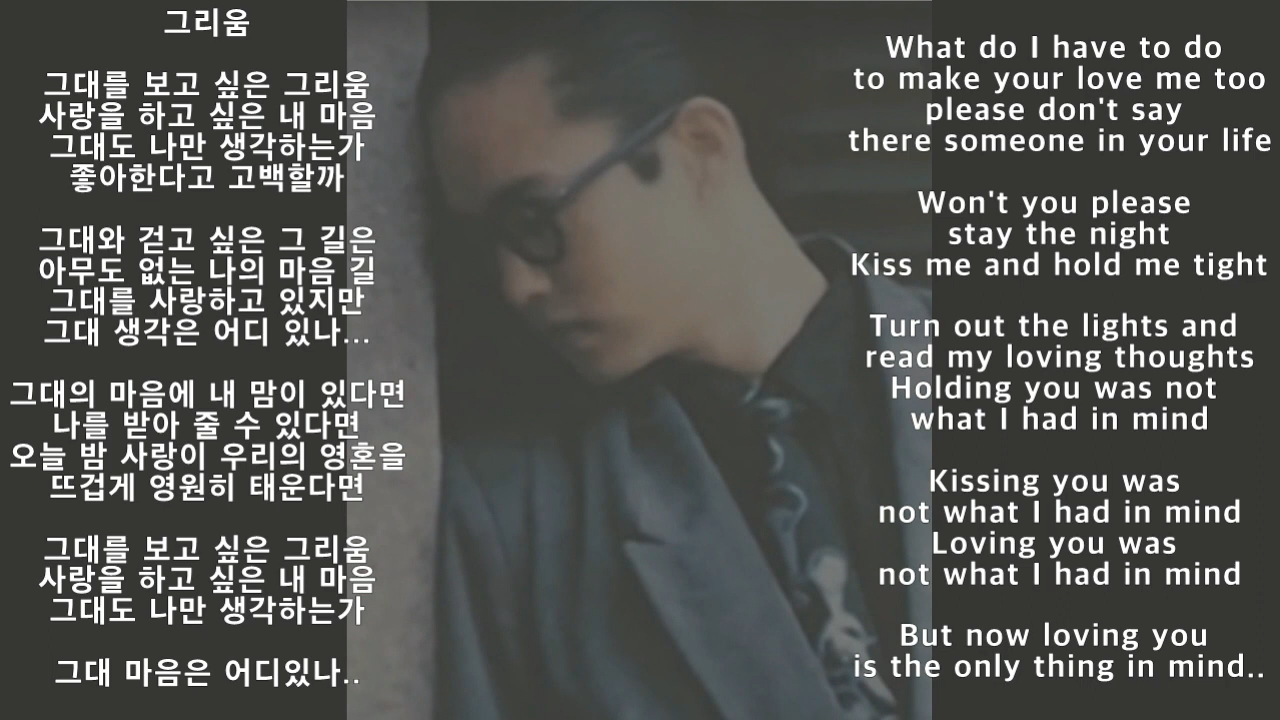 그리움
그대를 보고 싶은 그리움
사랑을 하고 싶은 내 마음
그대도 나만 생각하는가
좋아한다고 고백할까
그대와 걷고 싶은 그 길은
아무도 없는 나의 마음 길
그대를 사랑하고 있지만
그대 생각은 어디 있나...
그대의 마음에 내 맘이 있다면
나를 받아 줄 수 있다면
오늘 밤 사랑이 우리의 영혼을
뜨겁게 영원히 태운다면
그대를 보고 싶은 그리움
사랑을 하고 싶은 내 마음
그대도 나만 생각하는가
그대 마음은 어디있나..
What do I have to do
to make your love me too
please don't say
there someone in your life
Won't you please
stay the night
Kiss me and hold me tight
Turn out the lights and
read my loving thoughts
Holding you was not
what I had in mind
Kissing you was
not what I had in mind
Loving you was
not what I had in mind
But now loving you
is the only thing in mind..